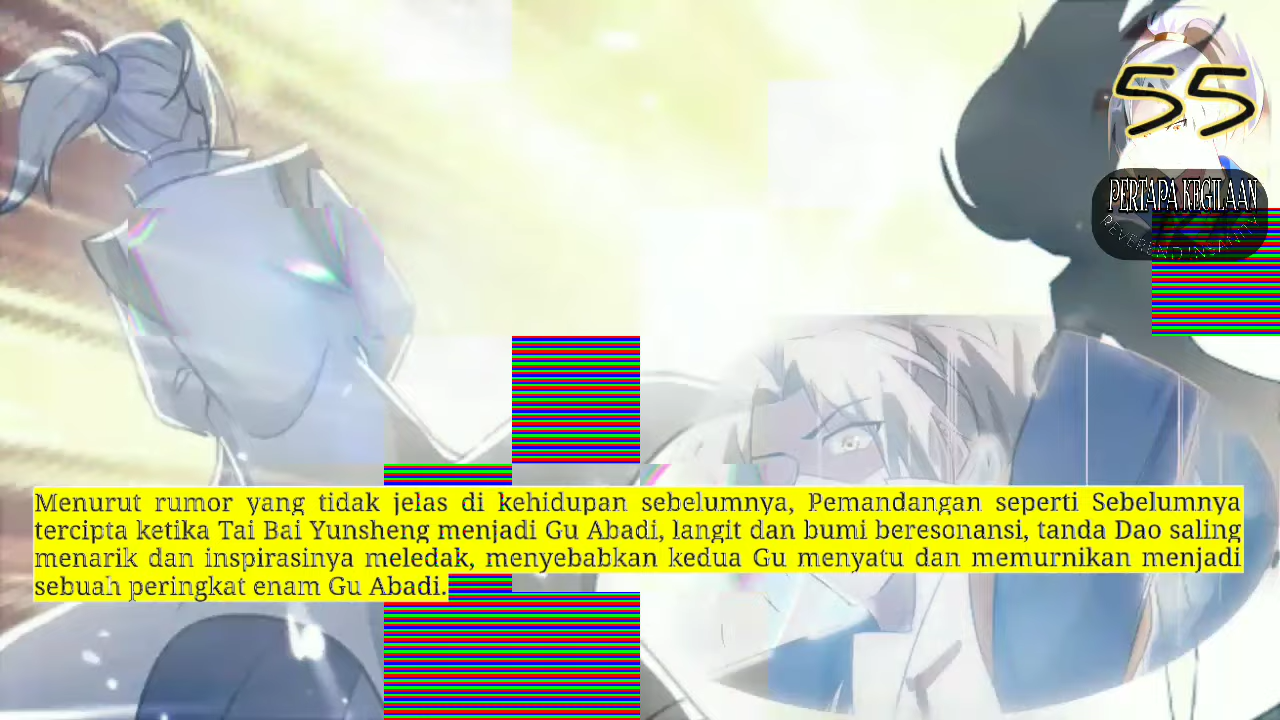 55
PERTAPA KEGILAAN
REVEREND INSANITY
Menurut rumor yang tidak jelas di kehidupan sebelumnya, Pemandangan seperti Sebelumnya
tercipta ketika Tai Bai Yunsheng menjadi Gu Abadi, langit dan bumi beresonansi, tanda Dao saling
menarik dan inspirasinya meledak, menyebabkan kedua Gu menyatu dan memurnikan menjadi
sebuah peringkat enam Gu Abadi.